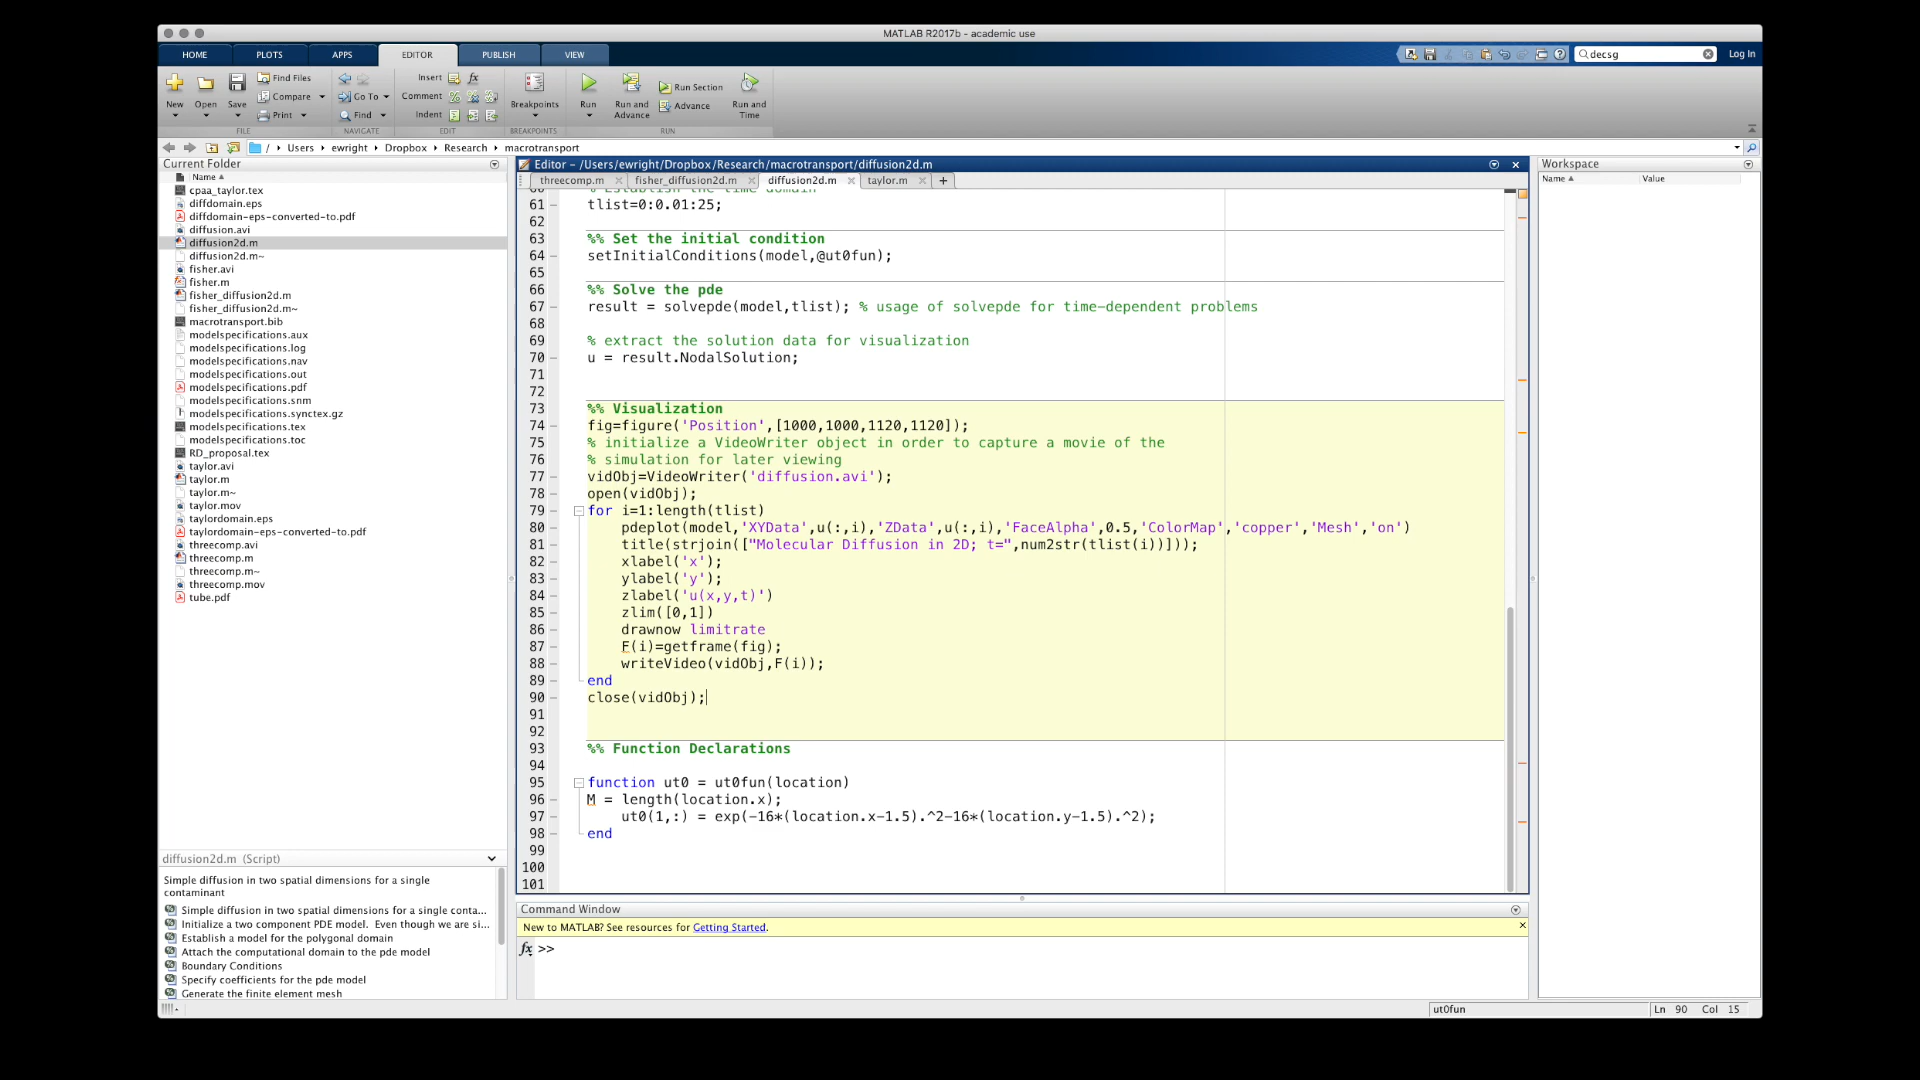 MATLAB R2017b - academic use
HOME
PLOTS
APPS
EDITOR
PUBLISH
VIEW
decsg
Log In
New
Open
Save
Find Files
Compare
Print
FILE
Go To
Find
NAVIGATE
Insert
fx
Comment
Indent
EDIT
Breakpoints
BREAKPOINTS
Run
Run and Advance
Run Section
Advance
Run and Time
RUN
/ Users ewright Dropbox Research macrotransport
Current Folder
Name
cpaa_taylor.tex
diffdomain.eps
diffdomain-eps-converted-to.pdf
diffusion.avi
diffusion2d.m
diffusion2d.m~
fisher.avi
fisher.m
fisher_diffusion2d.m
fisher_diffusion2d.m~
macrotransport.bib
modelspecifications.aux
modelspecifications.log
modelspecifications.nav
modelspecifications.out
modelspecifications.pdf
modelspecifications.snm
modelspecifications.synctex.gz
modelspecifications.tex
modelspecifications.toc
RD_proposal.tex
taylor.avi
taylor.m
taylor.m~
taylor.mov
taylordomain.eps
taylordomain-eps-converted-to.pdf
threecomp.avi
threecomp.m
threecomp.m~
threecomp.mov
tube.pdf
diffusion2d.m (Script)
Simple diffusion in two spatial dimensions for a single
contaminant
Simple diffusion in two spatial dimensions for a single conta...
Initialize a two component PDE model. Even though we are si...
Establish a model for the polygonal domain
Attach the computational domain to the pde model
Boundary Conditions
Specify coefficients for the pde model
Generate the finite element mesh
Editor – /Users/ewright/Dropbox/Research/macrotransport/diffusion2d.m
threecomp.m
fisher_diffusion2d.m
diffusion2d.m
taylor.m
+
60 % Establish the time domain
61 – tlist=0:0.01:25;
62
63 %% Set the initial condition
64 – setInitialConditions(model,@ut0fun);
65
66 %% Solve the pde
67 – result = solvepde(model,tlist); % usage of solvepde for time-dependent problems
68
69 % extract the solution data for visualization
70 – u = result.NodalSolution;
71
72
73 %% Visualization
74 – fig=figure('Position',[1000,1000,1120,1120]);
75 % initialize a VideoWriter object in order to capture a movie of the
76 % simulation for later viewing
77 – vidObj=VideoWriter('diffusion.avi');
78 – open(vidObj);
79 – for i=1:length(tlist)
80 – pdeplot(model,'XYData',u(:,i),'ZData',u(:,i),'FaceAlpha',0.5,'ColorMap','copper','Mesh','on')
81 – title(strjoin(["Molecular Diffusion in 2D; t=",num2str(tlist(i))]));
82 – xlabel('x');
83 – ylabel('y');
84 – zlabel('u(x,y,t)')
85 – zlim([0,1])
86 – drawnow limitrate
87 – F(i)=getframe(fig);
88 – writeVideo(vidObj,F(i));
89 – end
90 – close(vidObj);
91
92
93 %% Function Declarations
94
95 function ut0 = ut0fun(location)
96 – M = length(location.x);
97 – ut0(1,:) = exp(-16*(location.x-1.5).^2-16*(location.y-1.5).^2);
98 – end
99
100
101
Command Window
New to MATLAB? See resources for Getting Started.
fx >>
Workspace
Name Value
ut0fun
Ln 90 Col 15